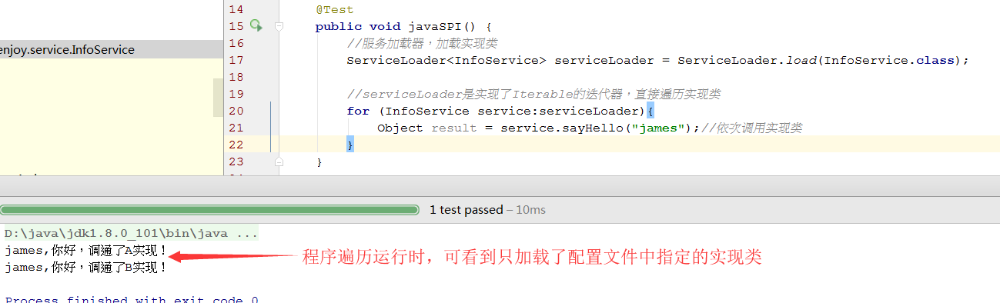 14 @Test
15 public void javaSPI() {
16 //服务加载器，加载实现类
enjoy.service.InfoService
17 ServiceLoader<InfoService> serviceLoader = ServiceLoader.load(InfoService.class);
18
19 //serviceLoader是实现了Iterable的迭代器，直接遍历实现类
20 for (InfoService service:serviceLoader){
21 Object result = service.sayHello("james");//依次调用实现类
22 }
23 }
1 test passed – 10ms
D:\java\jdk1.8.0_101\bin\java ...
james,你好，调通了A实现！
程序遍历运行时，可看到只加载了配置文件中指定的实现类
james,你好，调通了B实现！
Process finished with exit code 0